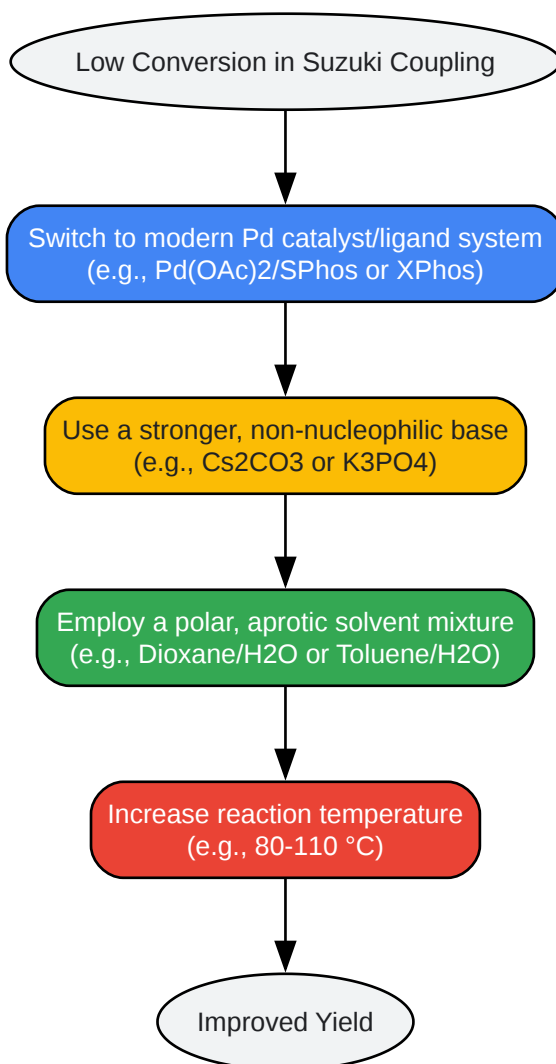 Low Conversion in Suzuki Coupling
Switch to modern Pd catalyst/ligand system
(e.g., Pd(OAc)2/SPhos or XPhos)
Use a stronger, non-nucleophilic base
(e.g., Cs2CO3 or K3PO4)
Employ a polar, aprotic solvent mixture
(e.g., Dioxane/H2O or Toluene/H2O)
Increase reaction temperature
(e.g., 80-110 °C)
Improved Yield